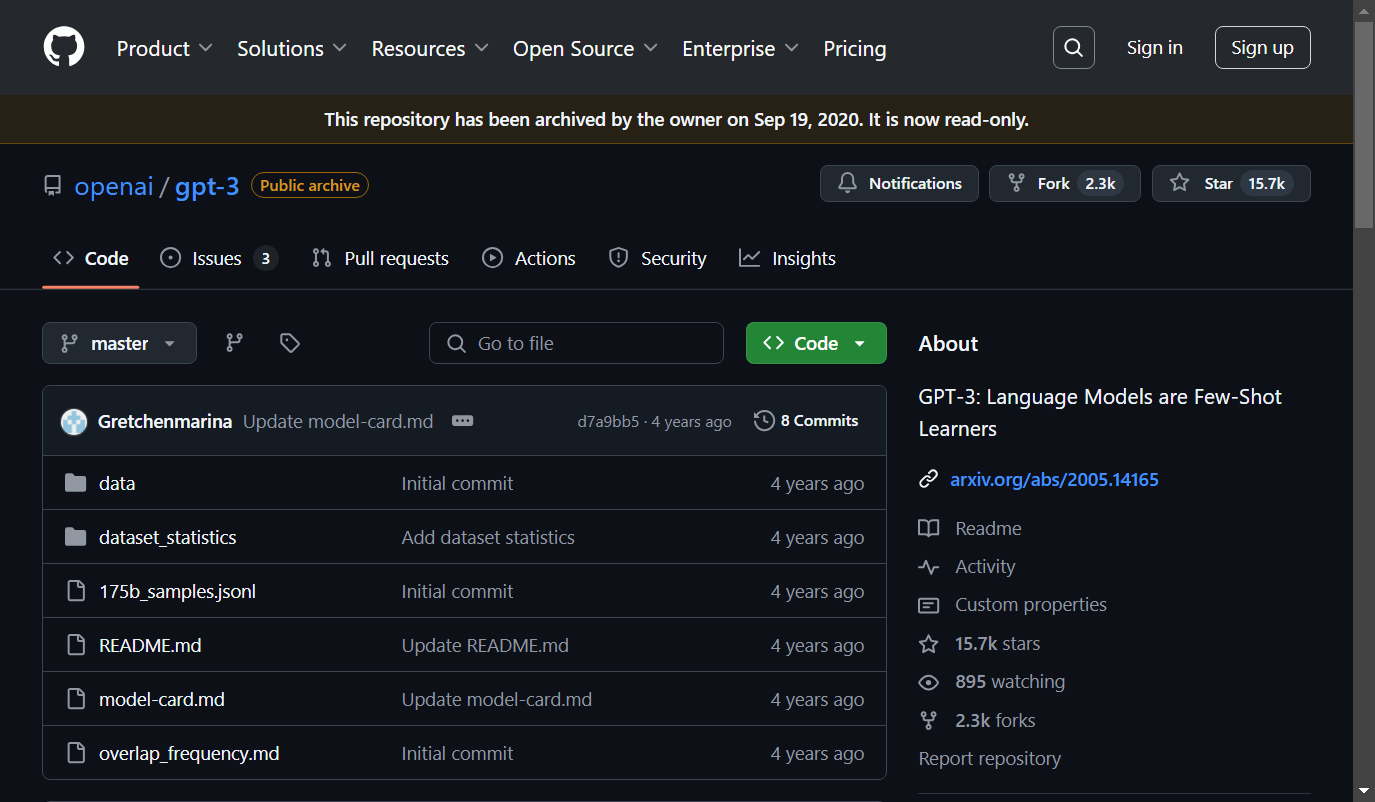 Product Solutions Resources Open Source Enterprise Pricing Sign in Sign up
This repository has been archived by the owner on Sep 19, 2020. It is now read-only.
openai / gpt-3 Public archive Notifications Fork 2.3k Star 15.7k
Code Issues 3 Pull requests Actions Security Insights
master Go to file Code
Gretchenmarina Update model-card.md d7a9bb5 · 4 years ago 8 Commits
data Initial commit 4 years ago
dataset_statistics Add dataset statistics 4 years ago
175b_samples.jsonl Initial commit 4 years ago
README.md Update README.md 4 years ago
model-card.md Update model-card.md 4 years ago
overlap_frequency.md Initial commit 4 years ago
About
GPT-3: Language Models are Few-Shot
Learners
arxiv.org/abs/2005.14165
Readme
Activity
Custom properties
15.7k stars
895 watching
2.3k forks
Report repository